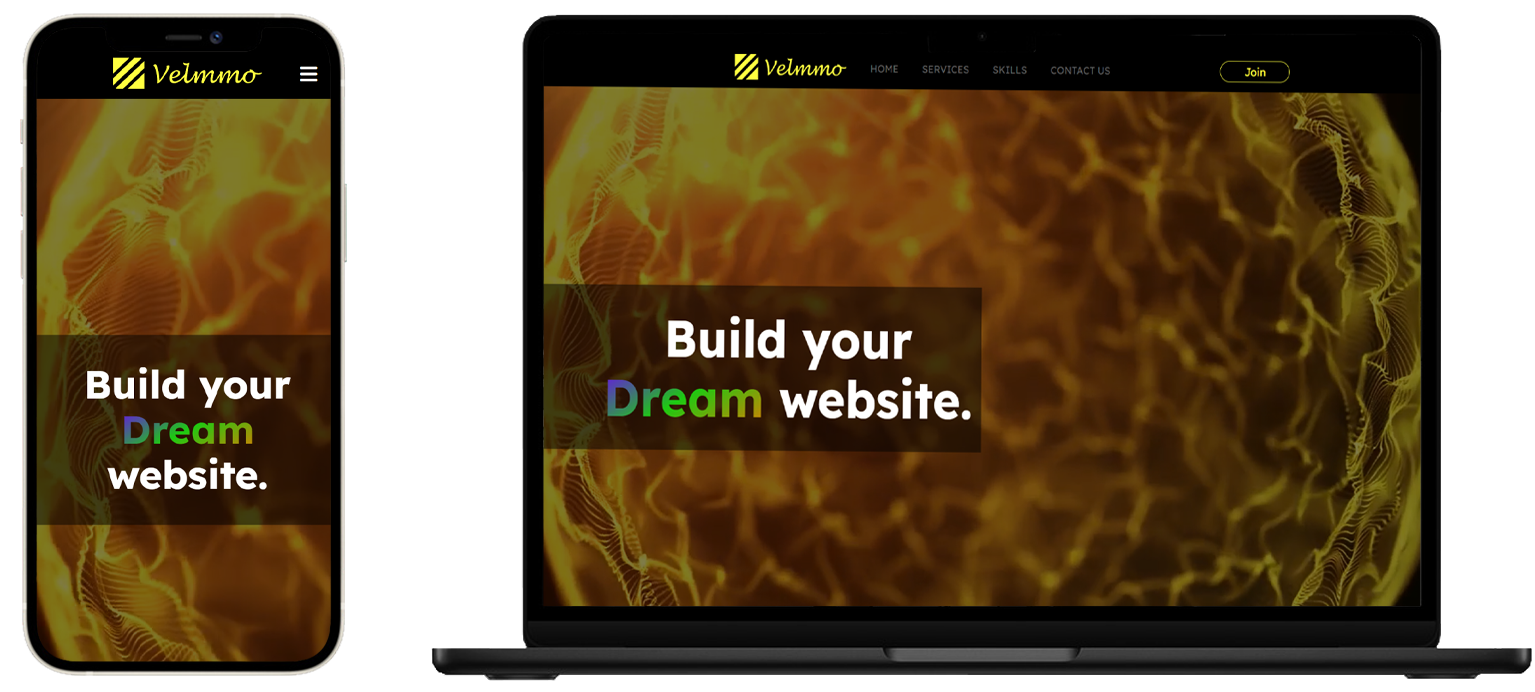 Velmmo
Build your
Dream
website.
Velmmo HOME SERVICES SKILLS CONTACT US Join
Build your
Dream website.